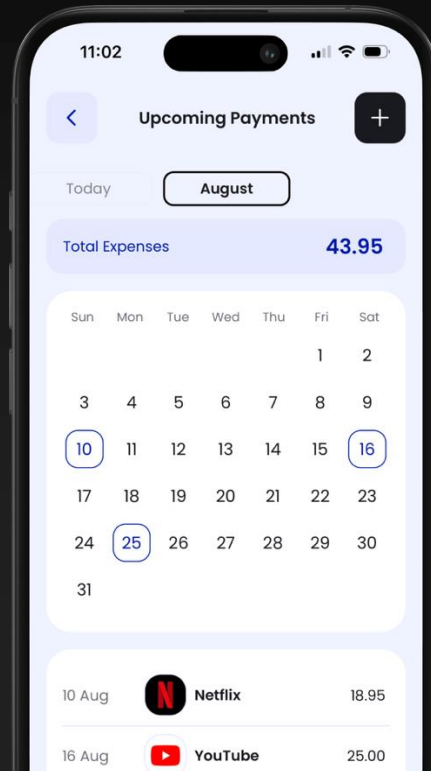 11:02
Upcoming Payments
Today August
Total Expenses 43.95
Sun Mon Tue Wed Thu Fri Sat
1 2
3 4 5 6 7 8 9
10 11 12 13 14 15 16
17 18 19 20 21 22 23
24 25 26 27 28 29 30
31
10 Aug N Netflix 18.95
16 Aug YouTube 25.00